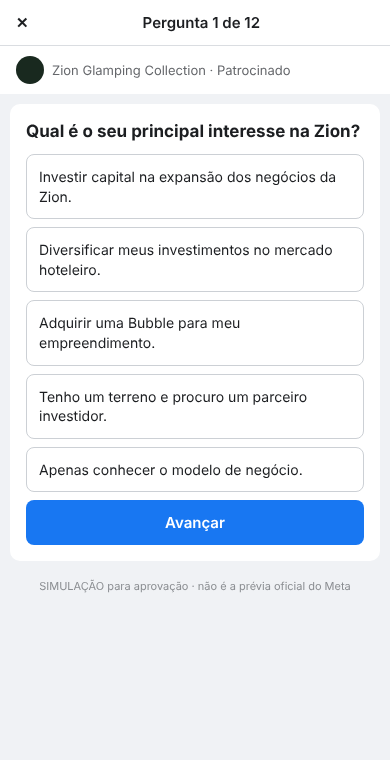 ✕ Pergunta 1 de 12
Zion Glamping Collection · Patrocinado
Qual é o seu principal interesse na Zion?
Investir capital na expansão dos negócios da
Zion.
Diversificar meus investimentos no mercado
hoteleiro.
Adquirir uma Bubble para meu
empreendimento.
Tenho um terreno e procuro um parceiro
investidor.
Apenas conhecer o modelo de negócio.
Avançar
SIMULAÇÃO para aprovação · não é a prévia oficial do Meta